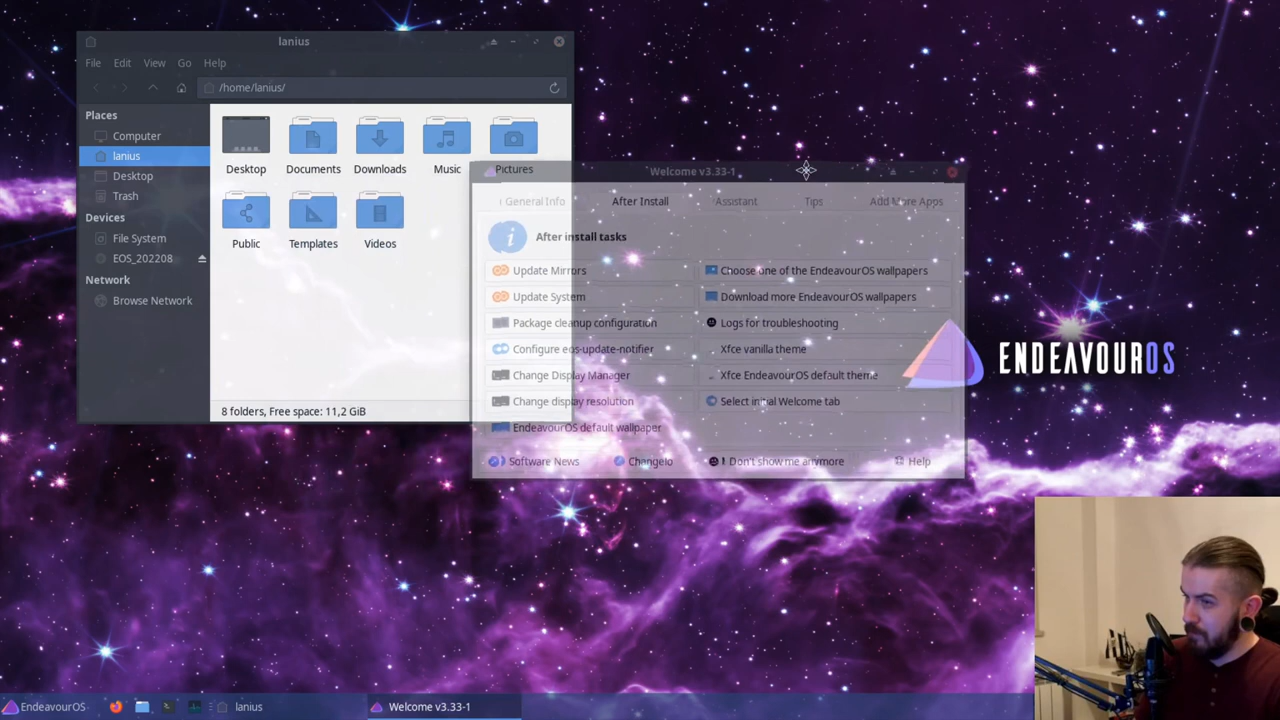 lanius
File Edit View Go Help
/home/lanius/
Places
Computer
lanius
Desktop
Trash
Devices
File System
EOS_202208
Network
Browse Network
Desktop Documents Downloads Music Pictures
Public Templates Videos
8 folders, Free space: 11,2 GiB
Welcome v3.33-1
General Info After Install Assistant Tips Add More Apps
After install tasks
Update Mirrors
Choose one of the EndeavourOS wallpapers
Update System
Download more EndeavourOS wallpapers
Package cleanup configuration
Logs for troubleshooting
Configure eos-update-notifier
Xfce vanilla theme
Change Display Manager
Xfce EndeavourOS default theme
Change display resolution
Select initial Welcome tab
EndeavourOS default wallpaper
Software News Changelo Don't show me anymore Help
ENDEAVOUROS
EndeavourOS lanius Welcome v3.33-1